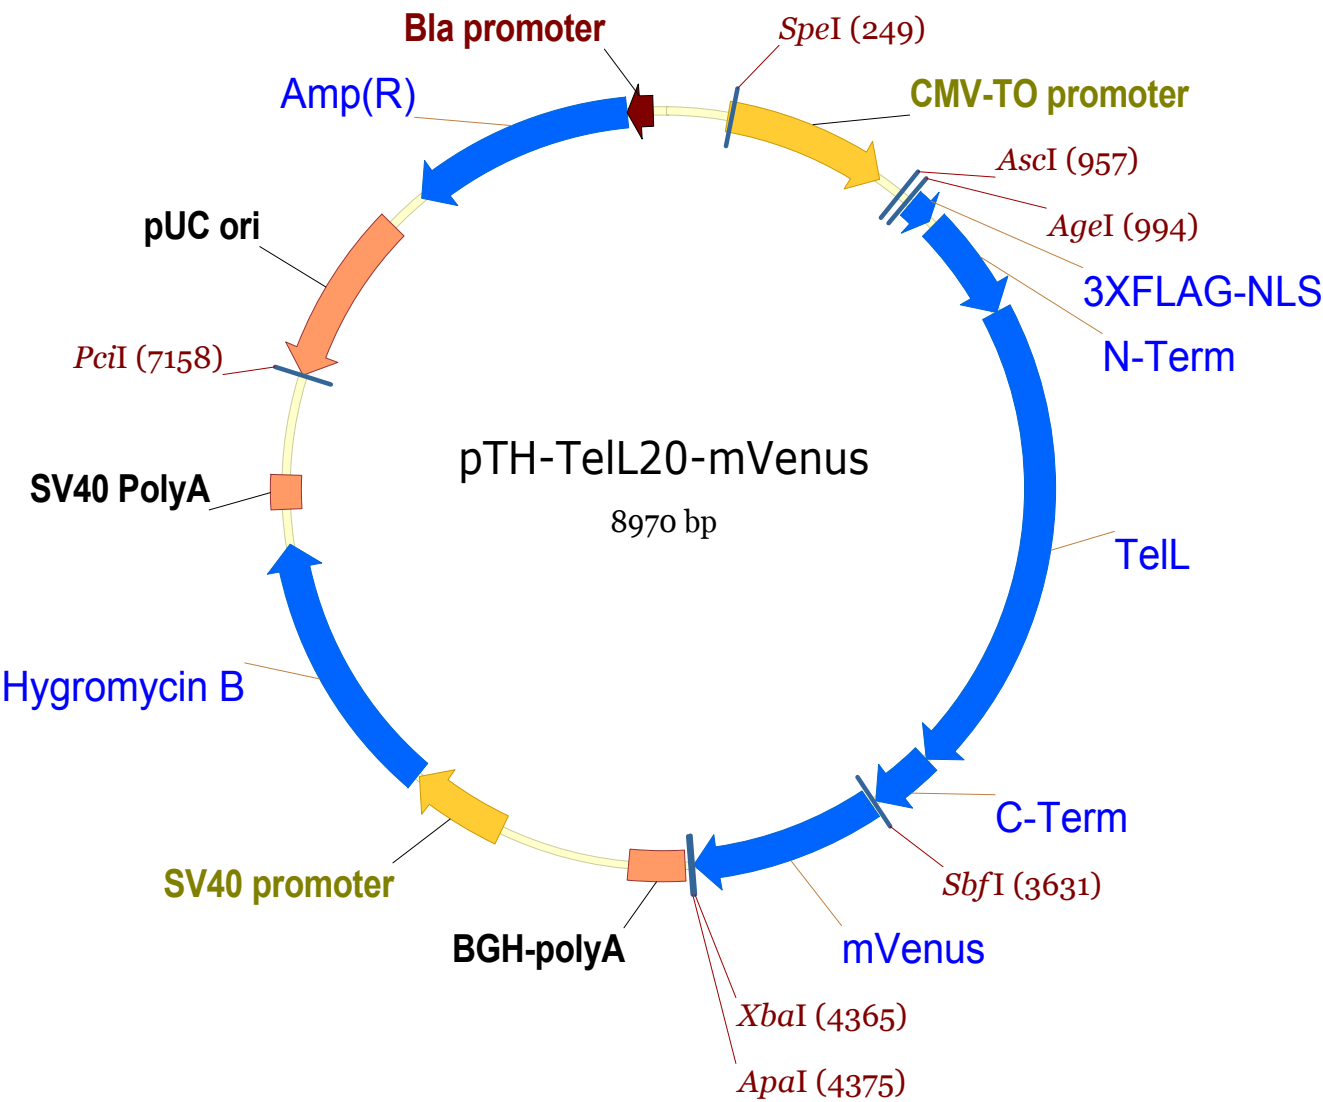 Bla promoter
SpeI (249)
Amp(R)
CMV-TO promoter
AscI (957)
pUC ori
AgeI (994)
3XFLAG-NLS
PciI (7158)
N-Term
pTH-TelL20-mVenus
SV40 PolyA
8970 bp
TelL
Hygromycin B
C-Term
SV40 promoter
SbfI (3631)
BGH-polyA
mVenus
XbaI (4365)
ApaI (4375)